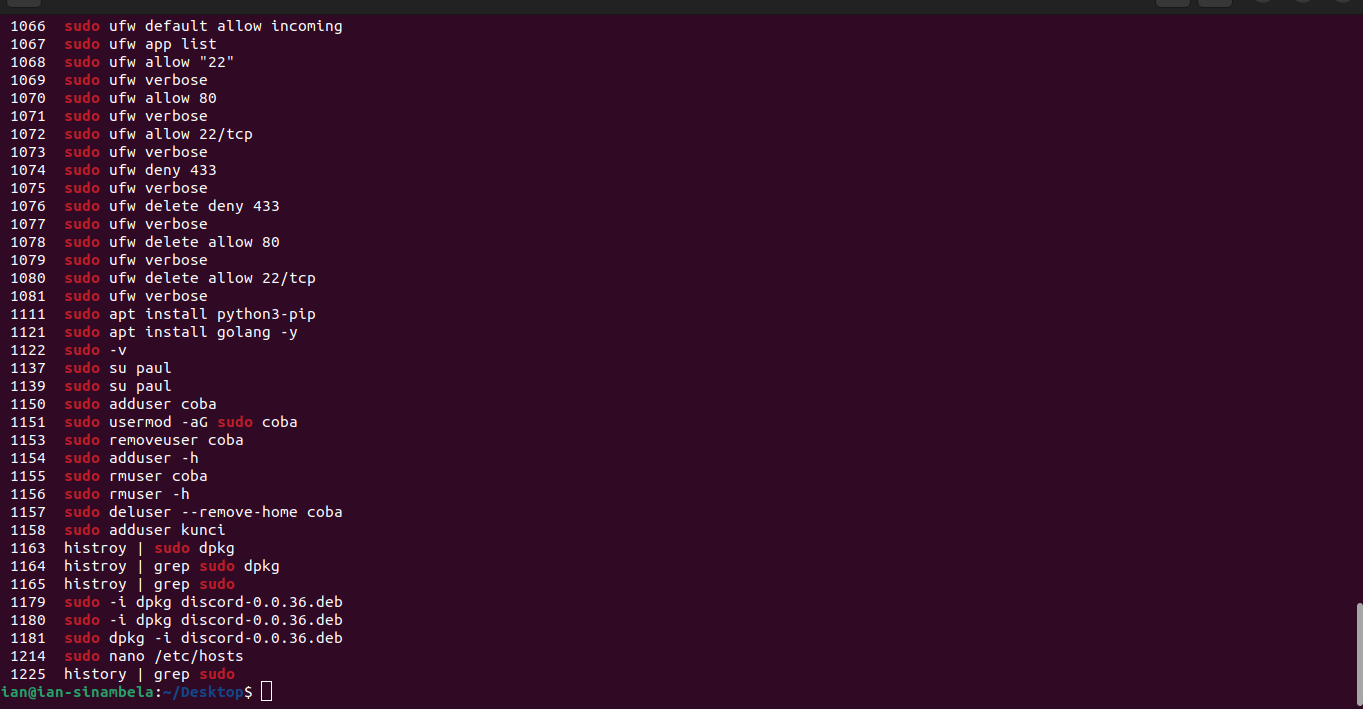 1066  sudo ufw default allow incoming
1067  sudo ufw app list
1068  sudo ufw allow "22"
1069  sudo ufw verbose
1070  sudo ufw allow 80
1071  sudo ufw verbose
1072  sudo ufw allow 22/tcp
1073  sudo ufw verbose
1074  sudo ufw deny 433
1075  sudo ufw verbose
1076  sudo ufw delete deny 433
1077  sudo ufw verbose
1078  sudo ufw delete allow 80
1079  sudo ufw verbose
1080  sudo ufw delete allow 22/tcp
1081  sudo ufw verbose
1111  sudo apt install python3-pip
1121  sudo apt install golang -y
1122  sudo -v
1137  sudo su paul
1139  sudo su paul
1150  sudo adduser coba
1151  sudo usermod -aG sudo coba
1153  sudo removeuser coba
1154  sudo adduser -h
1155  sudo rmuser coba
1156  sudo rmuser -h
1157  sudo deluser --remove-home coba
1158  sudo adduser kunci
1163  histroy | sudo dpkg
1164  histroy | grep sudo dpkg
1165  histroy | grep sudo
1179  sudo -i dpkg discord-0.0.36.deb
1180  sudo -i dpkg discord-0.0.36.deb
1181  sudo dpkg -i discord-0.0.36.deb
1214  sudo nano /etc/hosts
1225  history | grep sudo
ian@ian-sinambela:~/Desktop$